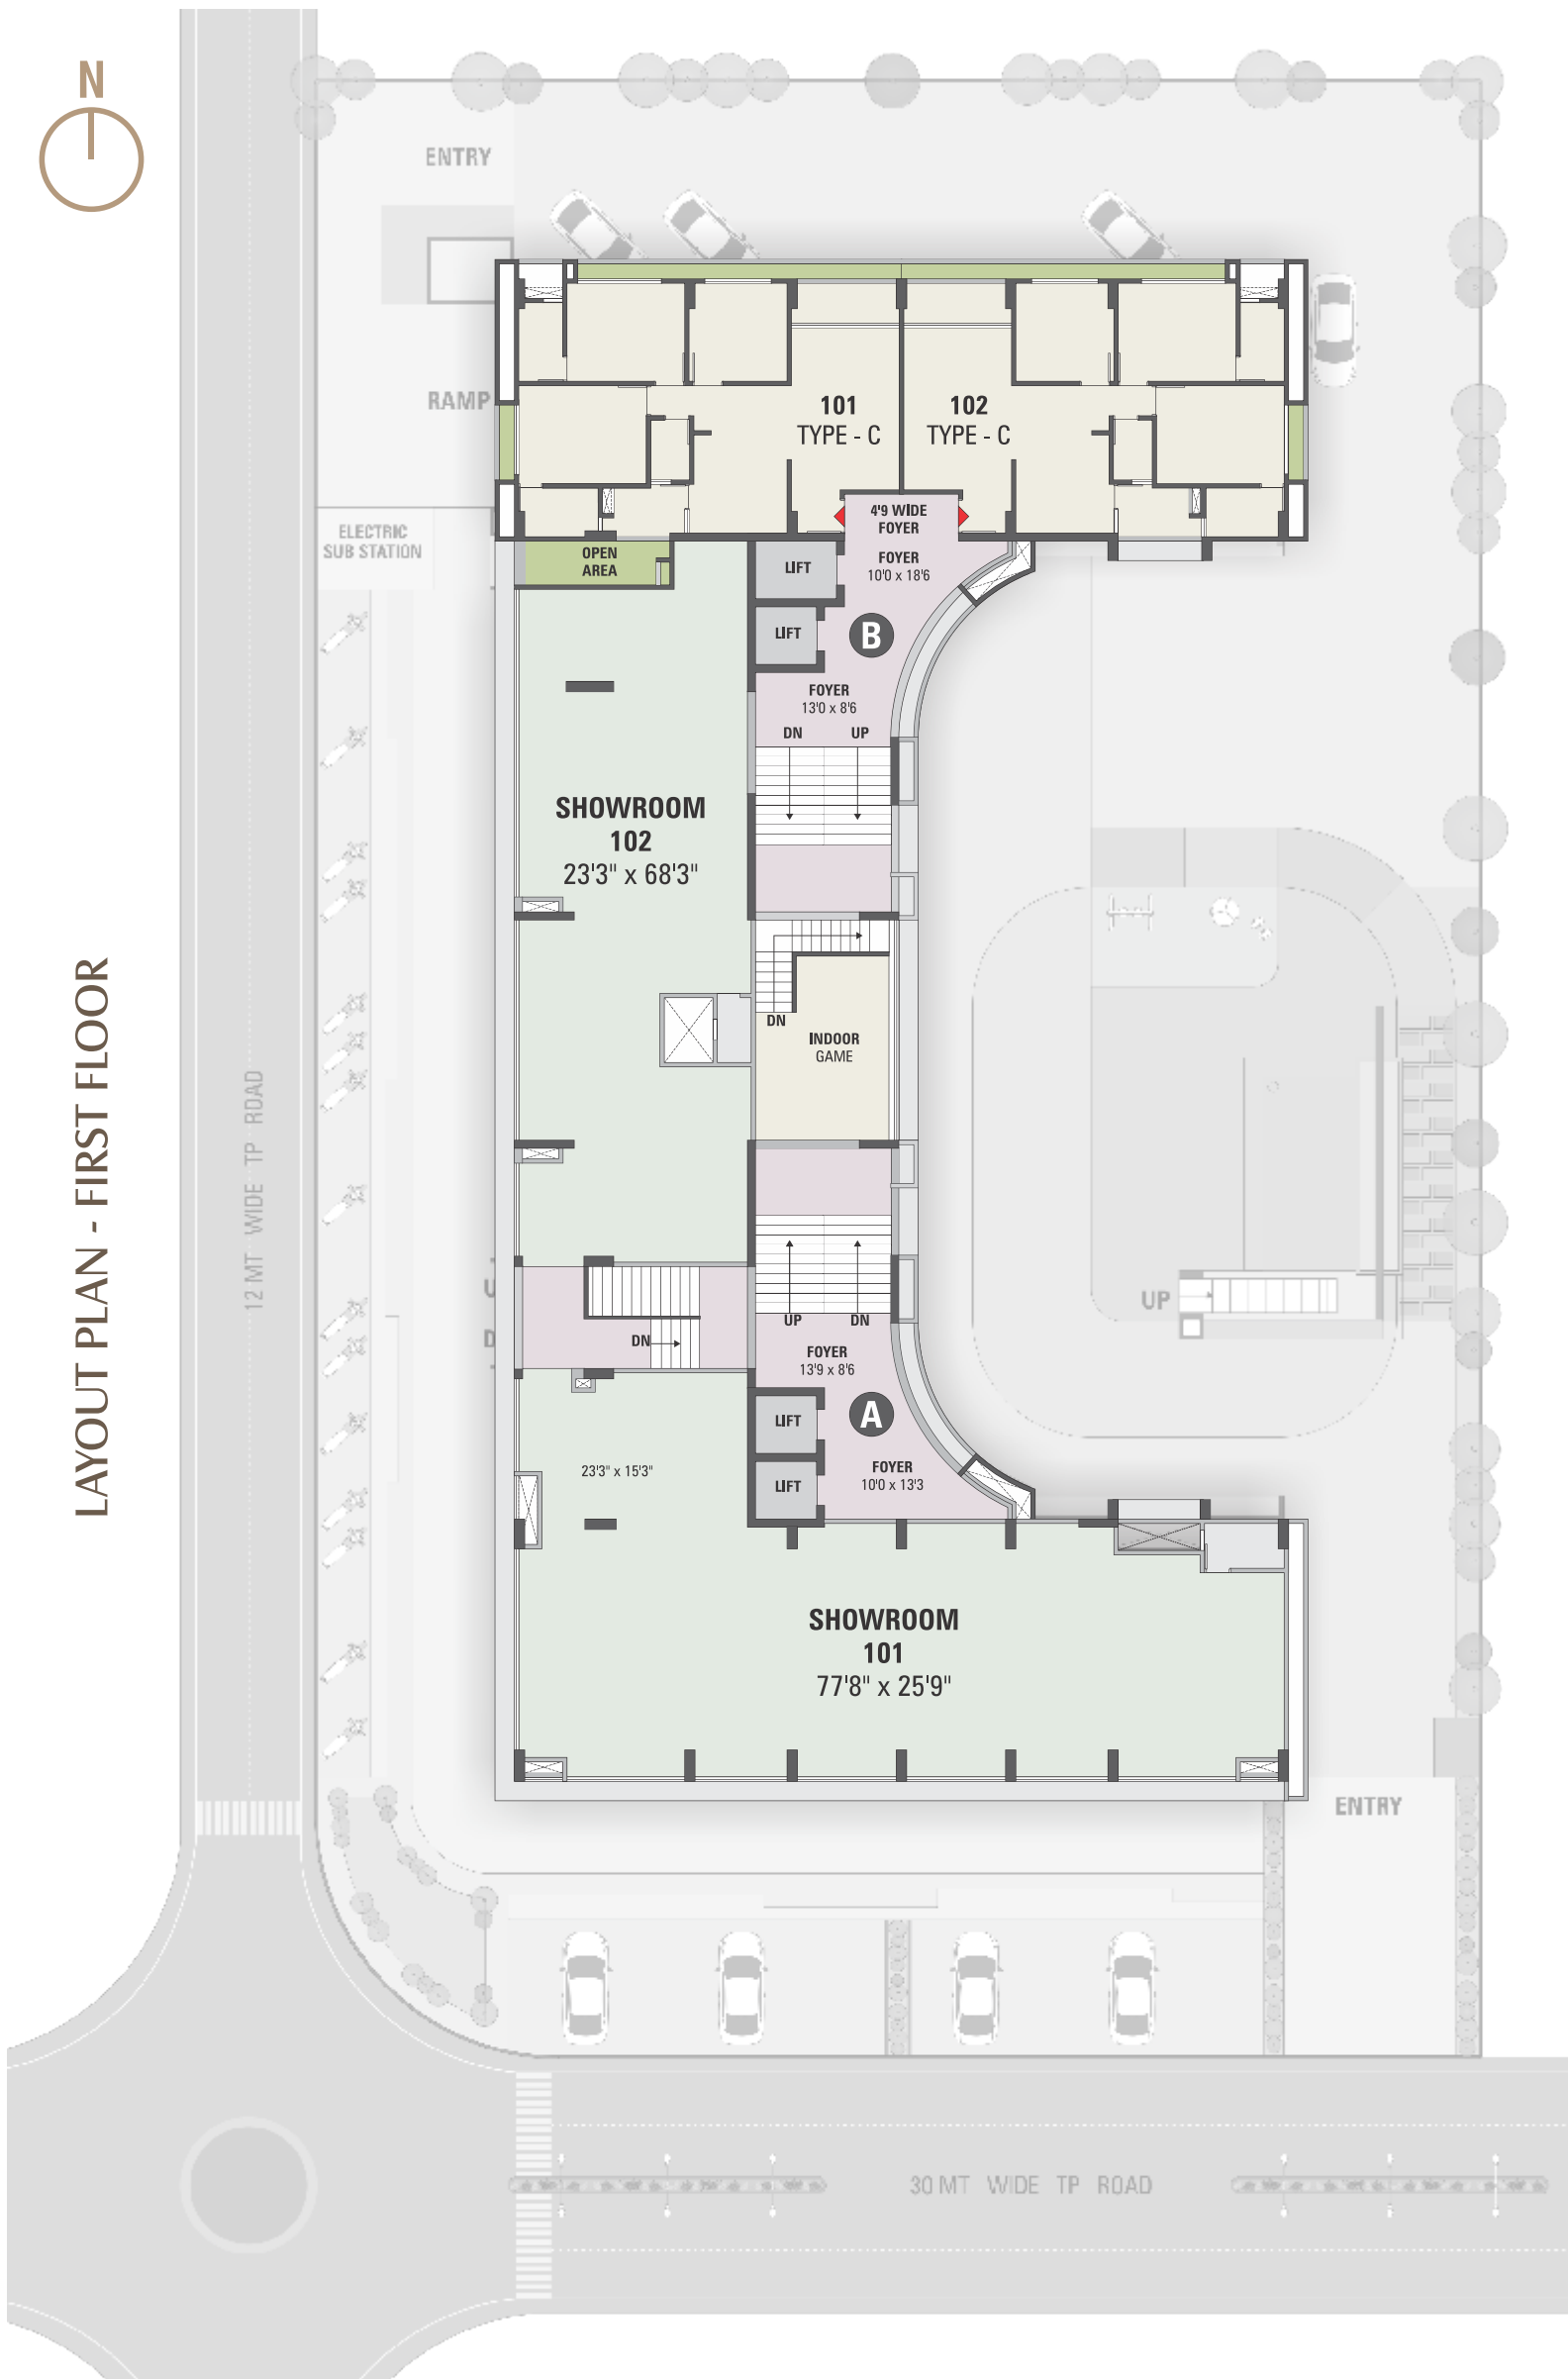 N
ENTRY
RAMP
101
TYPE - C
102
TYPE - C
4'9 WIDE
FOYER
ELECTRIC
SUB STATION
OPEN
AREA
LIFT
FOYER
10'0 x 18'6
LIFT
B
FOYER
13'0 x 8'6
DN
UP
SHOWROOM
102
23'3" x 68'3"
DN
INDOOR
GAME
LAYOUT PLAN - FIRST FLOOR
12 MT WIDE TP ROAD
UP
UP
DN
DN
FOYER
13'9 x 8'6
LIFT
A
23'3" x 15'3"
FOYER
10'0 x 13'3
LIFT
SHOWROOM
101
77'8" x 25'9"
ENTRY
30 MT WIDE TP ROAD